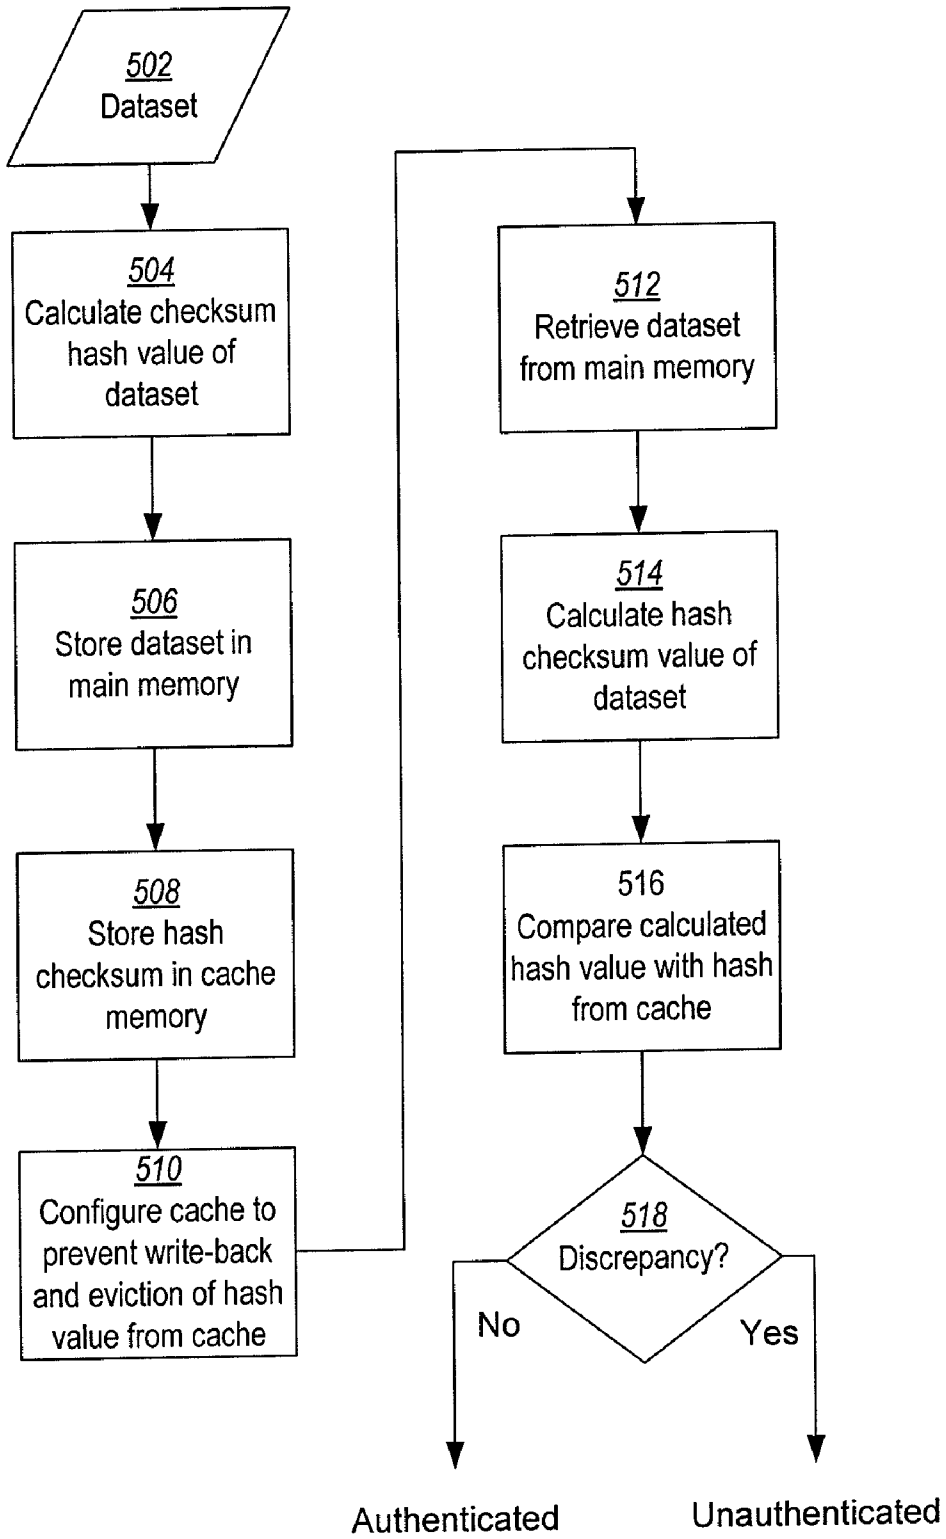 502
Dataset
504
Calculate checksum
hash value of
dataset
506
Store dataset in
main memory
508
Store hash
checksum in cache
memory
510
Configure cache to
prevent write-back
and eviction of hash
value from cache
512
Retrieve dataset
from main memory
514
Calculate hash
checksum value of
dataset
516
Compare calculated
hash value with hash
from cache
518
Discrepancy?
No
Yes
Authenticated
Unauthenticated